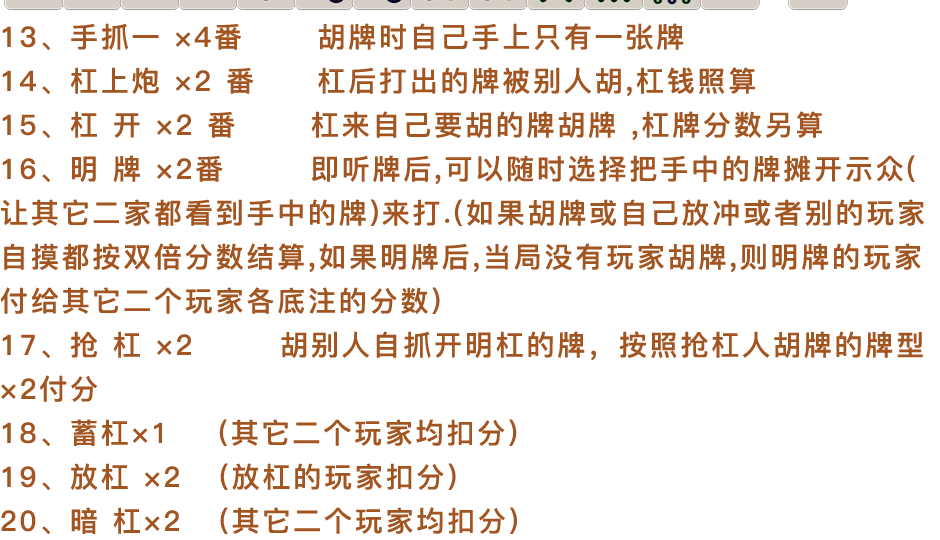 13、手抓一 ×4番 胡牌时自己手上只有一张牌
14、杠上炮 ×2 番 杠后打出的牌被别人胡,杠钱照算
15、杠 开 ×2 番 杠来自己要胡的牌胡牌 ,杠牌分数另算
16、明 牌 ×2番 即听牌后,可以随时选择把手中的牌摊开示众(
让其它二家都看到手中的牌)来打.(如果胡牌或自己放冲或者别的玩家
自摸都按双倍分数结算,如果明牌后,当局没有玩家胡牌,则明牌的玩家
付给其它二个玩家各底注的分数）
17、抢 杠 ×2 胡别人自抓开明杠的牌，按照抢杠人胡牌的牌型
×2付分
18、蓄杠×1 （其它二个玩家均扣分）
19、放杠 ×2 （放杠的玩家扣分）
20、暗 杠×2 （其它二个玩家均扣分）